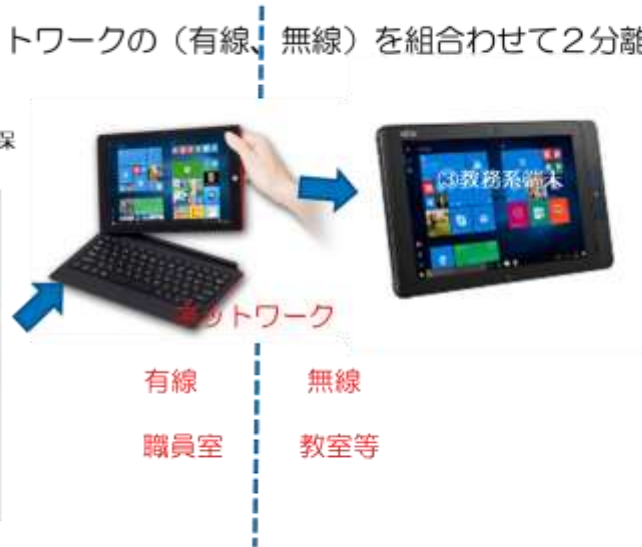 トワークの（有線、無線）を組合わせて２分離
保
③教務系端末
ネットワーク
有線 無線
職員室 教室等